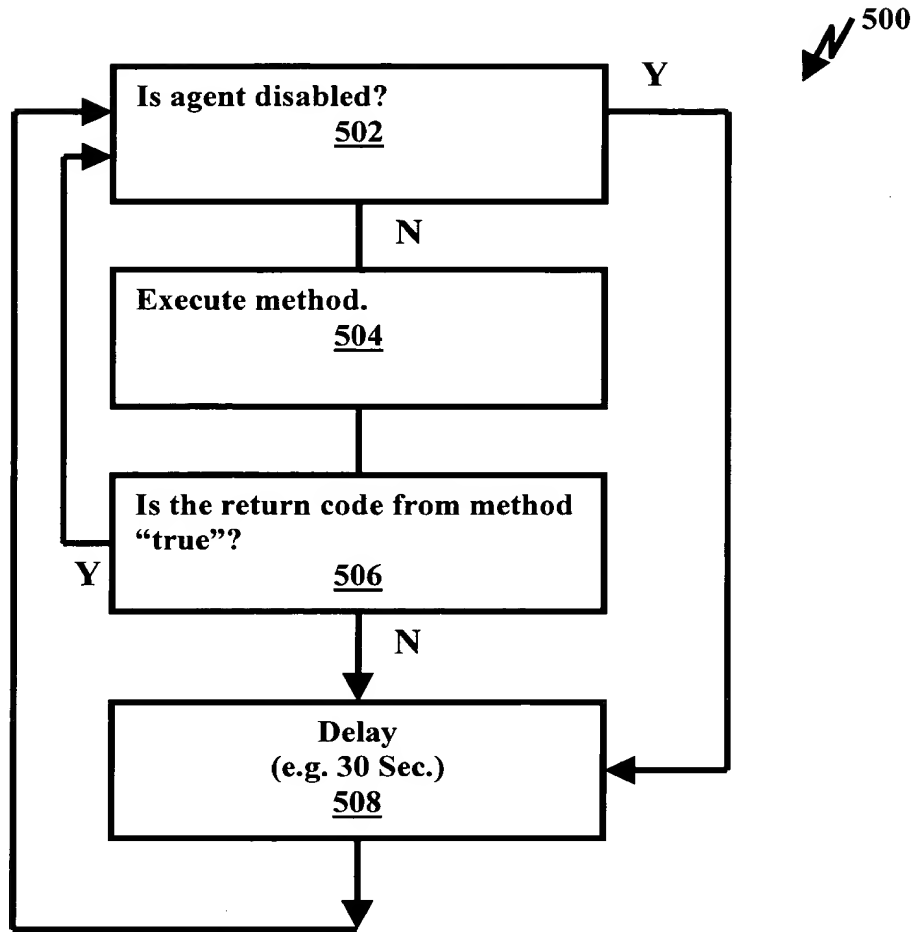 500
Is agent disabled?
502
Y
N
Execute method.
504
Is the return code from method
“true”?
506
Y
N
Delay
(e.g. 30 Sec.)
508